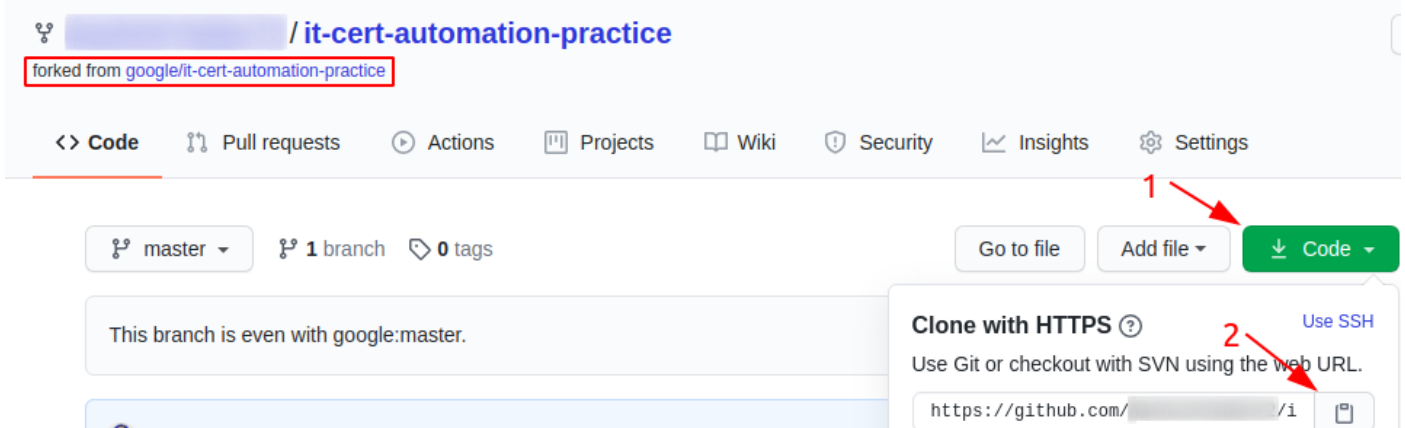 / it-cert-automation-practice
forked from google/it-cert-automation-practice
Code Pull requests Actions Projects Wiki Security Insights Settings
1
master 1 branch 0 tags Go to file Add file Code
This branch is even with google:master.
Clone with HTTPS Use SSH
2
Use Git or checkout with SVN using the web URL.
https://github.com/ /i